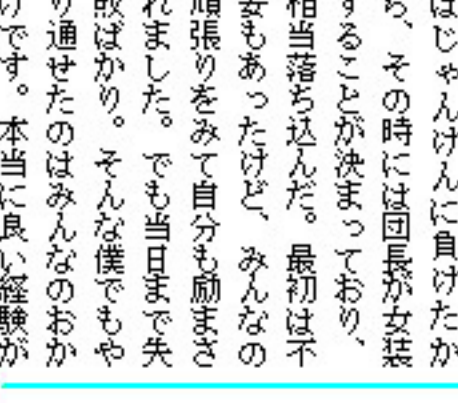 はじゃんけんに負けたか
ら、その時には団長が女装
することが決まっており、
相当落ち込んだ。最初は不
安もあったけど、みんなの
頑張りをみて自分も励まさ
れました。でも当日まで失
敗ばかり。そんな僕でもや
り通せたのはみんなのおか
げです。本当に良い経験が